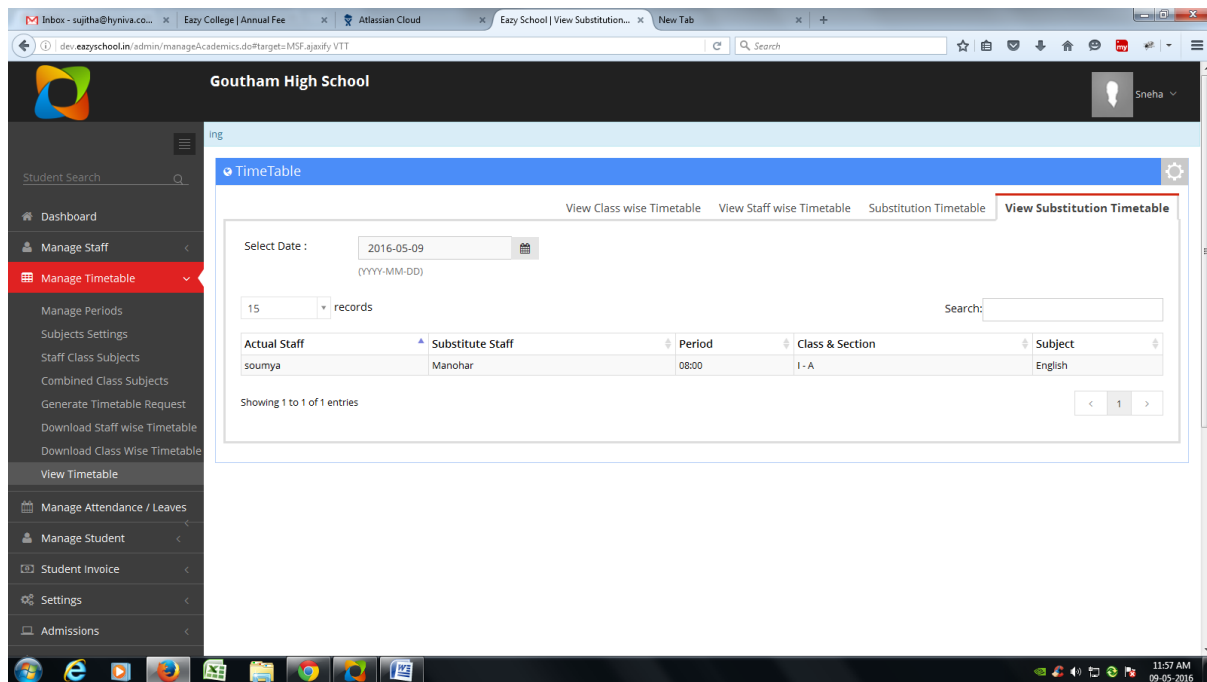 Inbox - sujitha@hyniva.co... × Eazy College | Annual Fee × Atlassian Cloud × Eazy School | View Substitution... × New Tab × +
dev.eazyschool.in/admin/manageAcademics.do#target=MSF.ajaxify VTT Search
Goutham High School
Sneha
ing
Student Search
TimeTable
View Class wise Timetable View Staff wise Timetable Substitution Timetable View Substitution Timetable
Dashboard
Manage Staff
Manage Timetable
Manage Periods
Subjects Settings
Staff Class Subjects
Combined Class Subjects
Generate Timetable Request
Download Staff wise Timetable
Download Class Wise Timetable
View Timetable
Manage Attendance / Leaves
Manage Student
Student Invoice
Settings
Admissions
Select Date : 2016-05-09
(YYYY-MM-DD)
15 records Search:
Actual Staff Substitute Staff Period Class & Section Subject
soumya Manohar 08:00 I - A English
Showing 1 to 1 of 1 entries < 1 >
11:57 AM
09-05-2016